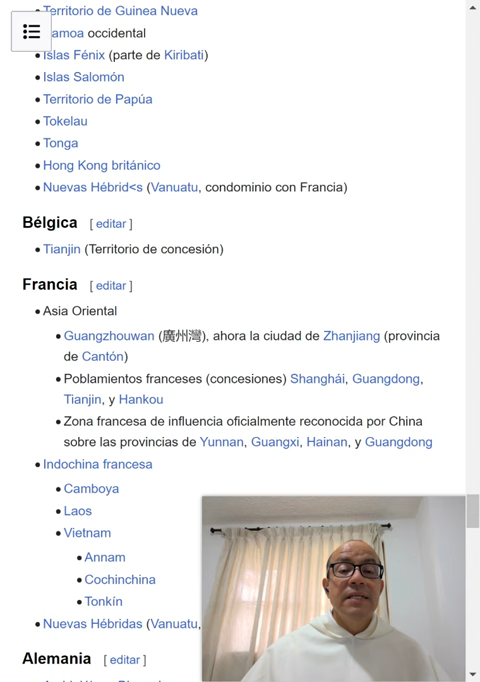 Territorio de Guinea Nueva
amoa occidental
Islas Fénix (parte de Kiribati)
Islas Salomón
Territorio de Papúa
Tokelau
Tonga
Hong Kong británico
Nuevas Hébrid<s (Vanuatu, condominio con Francia)
Bélgica [ editar ]
Tianjin (Territorio de concesión)
Francia [ editar ]
Asia Oriental
Guangzhouwan (廣州灣), ahora la ciudad de Zhanjiang (provincia
de Cantón)
Poblamientos franceses (concesiones) Shanghái, Guangdong,
Tianjin, y Hankou
Zona francesa de influencia oficialmente reconocida por China
sobre las provincias de Yunnan, Guangxi, Hainan, y Guangdong
Indochina francesa
Camboya
Laos
Vietnam
Annam
Cochinchina
Tonkín
Nuevas Hébridas (Vanuatu,
Alemania [ editar ]